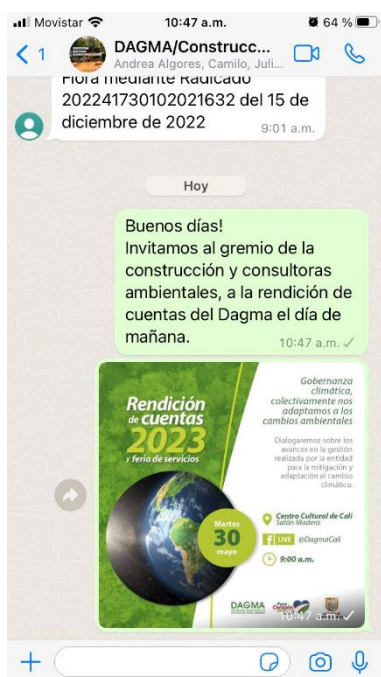 Movistar 10:47 a.m. 64 %
1 DAGMA/Construcc...
Andrea Algores, Camilo, Juli...
Flora mediante Radicado
202241730102021632 del 15 de
diciembre de 2022
9:01 a.m.
Hoy
Buenos días!
Invitamos al gremio de la
construcción y consultoras
ambientales, a la rendición de
cuentas del Dagma el día de
mañana.
10:47 a.m.
Rendición
de cuentas
2023
y feria de servicios
Gobernanza
climática,
colectivamente nos
adaptamos a los
cambios ambientales
Dialogaremos sobre los
avances en la gestión
realizada por la entidad
para la mitigación y
adaptación al cambio
climático.
Martes
30
mayo
Centro Cultural de Cali
Salón Madera
f LIVE @DagmaCali
9:00 a.m.
DAGMA
10:47 a.m.